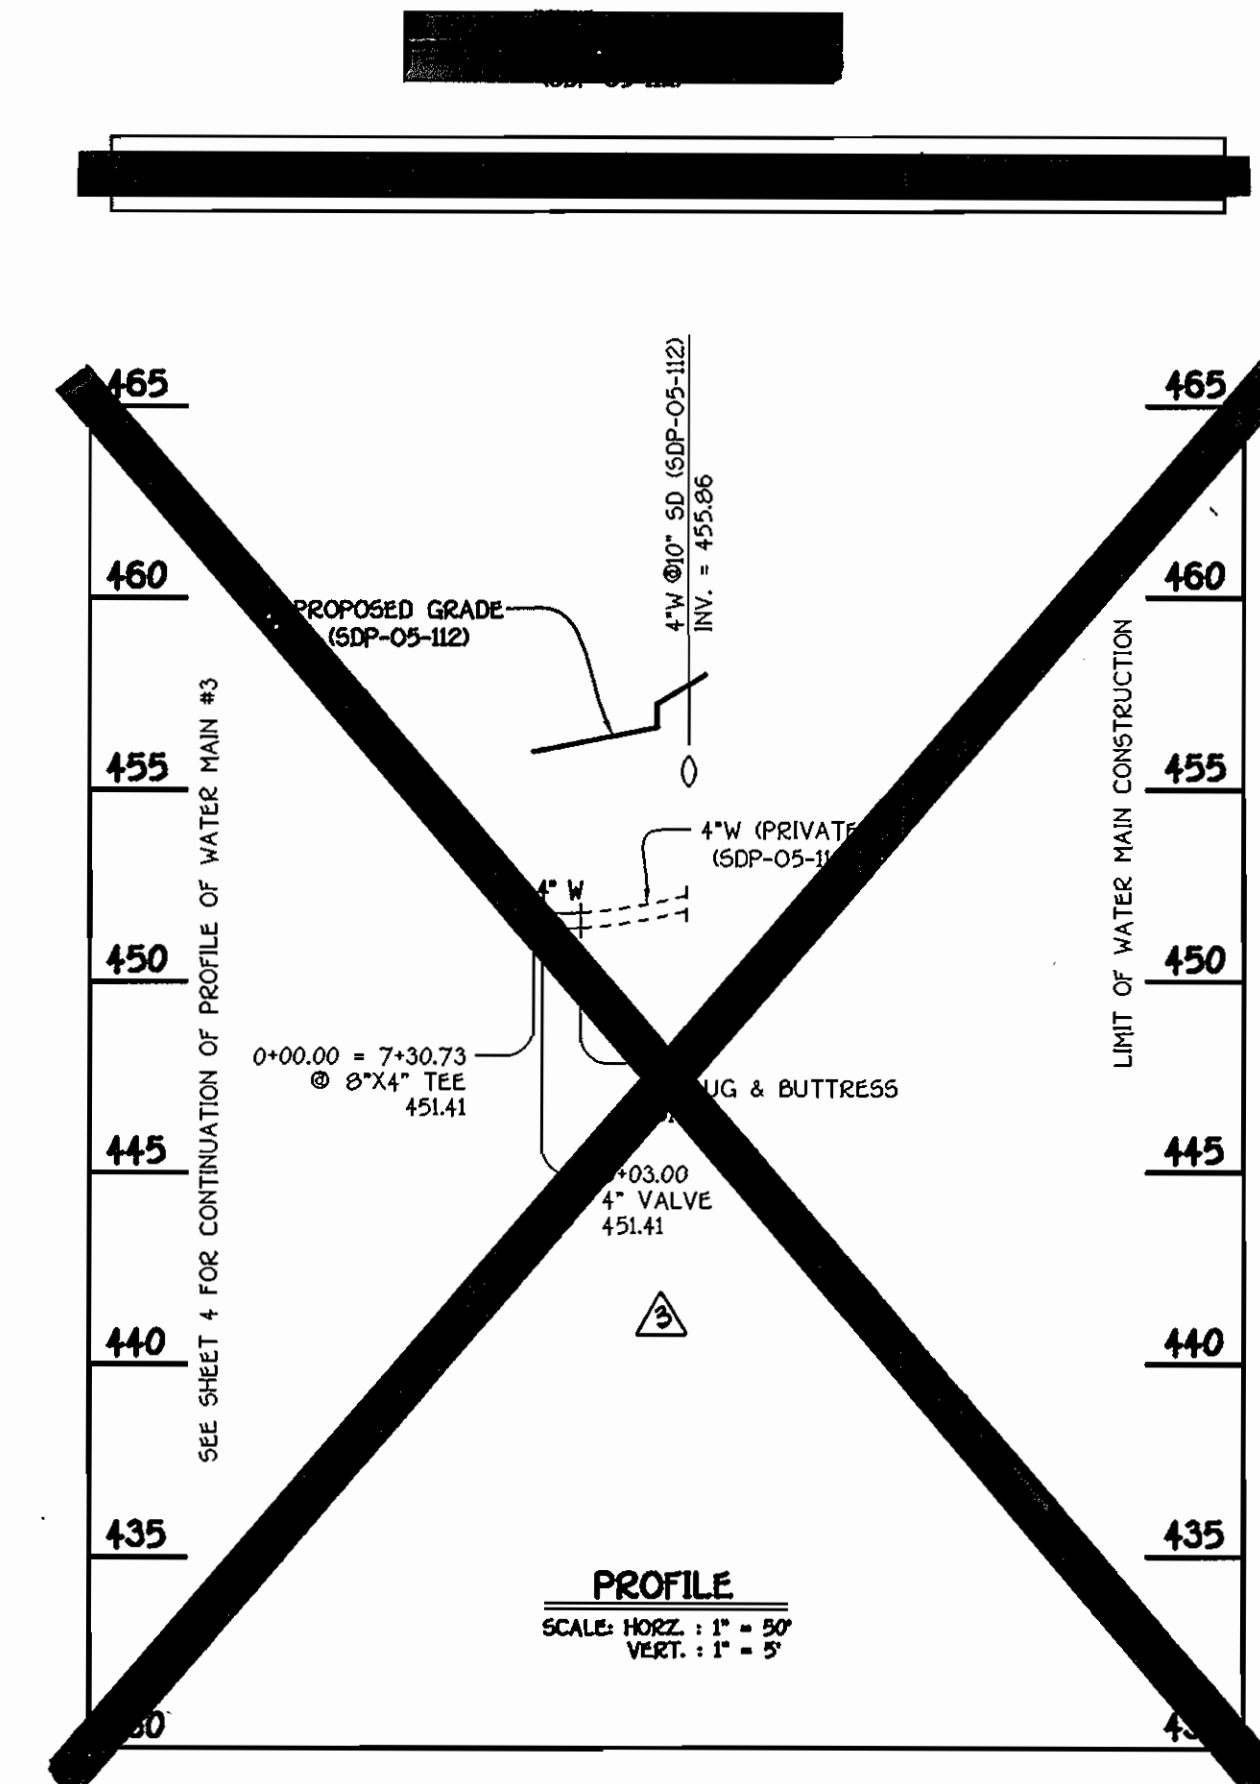 465
460
455
450
445
440
435
SEE SHEET 4 FOR CONTINUATION OF PROFILE OF WATER MAIN #3
4"W @10" SD (SDP-05-112)
INV. = 455.86
PROPOSED GRADE
(SDP-05-112)
4"W (PRIVATE
(SDP-05-11
4" W
0+00.00 = 7+30.73
@ 8"X4" TEE
451.41
& BUTTRESS
+03.00
4" VALVE
451.41
3
LIMIT OF WATER MAIN CONSTRUCTION
465
460
455
450
445
440
435
PROFILE
SCALE: HORZ. : 1" = 50'
VERT. : 1" = 5'